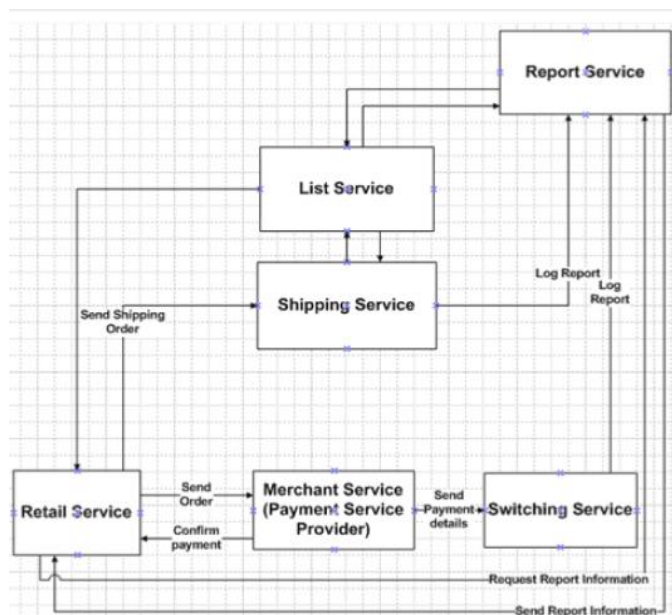 Report Service
List Service
Log Report
Log
Report
Shipping Service
Send Shipping
Order
Retail Service
Send
Order
Confirm
payment
Merchant Service
(Payment Service
Provider)
Send
Payment
details
Switching Service
Request Report Information
Send Report Information